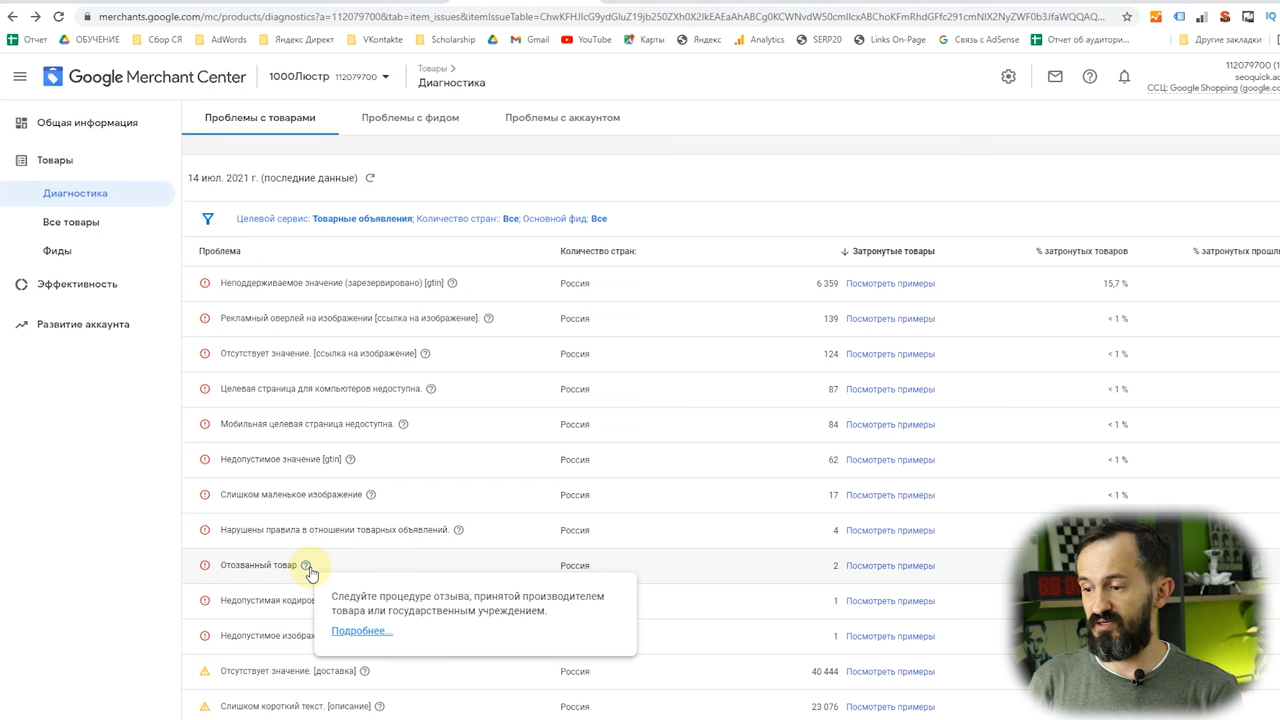 merchants.google.com/mc/products/diagnostics?a=112079700&tab=item_issues&itemIssueTable=
Отчет ОБУЧЕНИЕ Сбор СЯ AdWords Яндекс Директ VKontakte Scholarship Gmail YouTube Карты Яндекс Analytics SERP20 Links On-Page Связь с AdSense Отчет об аудитори... Другие закладки
Google Merchant Center
1000Люстр 112079700
Товары
Диагностика
112079700 (1
seoquick.ac
ССЦ: Google Shopping (google.cc
Общая информация
Товары
Диагностика
Все товары
Фиды
Эффективность
Развитие аккаунта
Проблемы с товарами Проблемы с фидом Проблемы с аккаунтом
14 июл. 2021 г. (последние данные)
Целевой сервис: Товарные объявления; Количество стран:: Все; Основной фид: Все
Проблема Количество стран: Затронутые товары % затронутых товаров % затронутых прошл
Неподдерживаемое значение (зарезервировано) [gtin] Россия 6 359 Посмотреть примеры 15,7 %
Рекламный оверлей на изображении [ссылка на изображение]. Россия 139 Посмотреть примеры < 1 %
Отсутствует значение. [ссылка на изображение] Россия 124 Посмотреть примеры < 1 %
Целевая страница для компьютеров недоступна. Россия 87 Посмотреть примеры < 1 %
Мобильная целевая страница недоступна. Россия 84 Посмотреть примеры < 1 %
Недопустимое значение [gtin] Россия 62 Посмотреть примеры < 1 %
Слишком маленькое изображение Россия 17 Посмотреть примеры < 1 %
Нарушены правила в отношении товарных объявлений. Россия 4 Посмотреть примеры
Отозванный товар Россия 2 Посмотреть примеры
Недопустимая кодиров 1 Посмотреть примеры
Недопустимое изображ 1 Посмотреть примеры
Следуйте процедуре отзыва, принятой производителем
товара или государственным учреждением.
Подробнее...
Отсутствует значение. [доставка] Россия 40 444 Посмотреть примеры
Слишком короткий текст. [описание] Россия 23 076 Посмотреть примеры